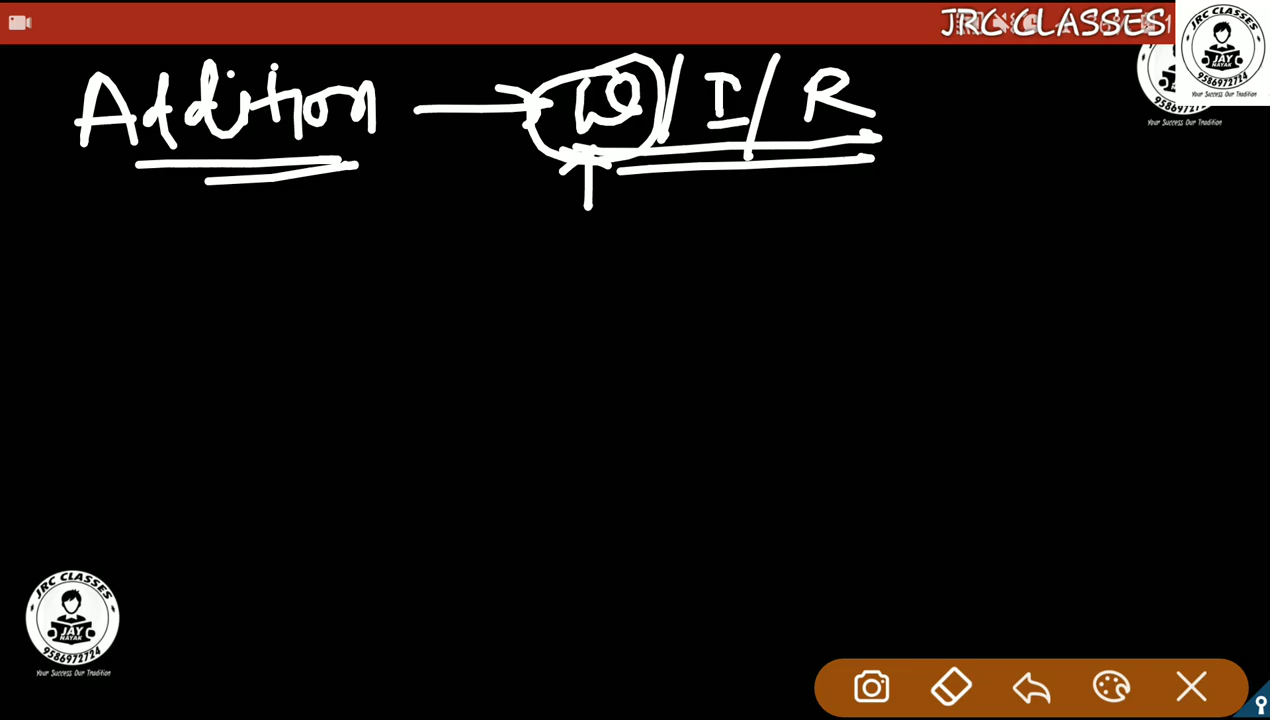 JRC CLASSES
JRC CLASSES
JAY
NAYAK
9586972724
Your Success Our Tradition
Addition → W / I / R
JRC CLASSES
JAY
NAYAK
9586972724
Your Success Our Tradition